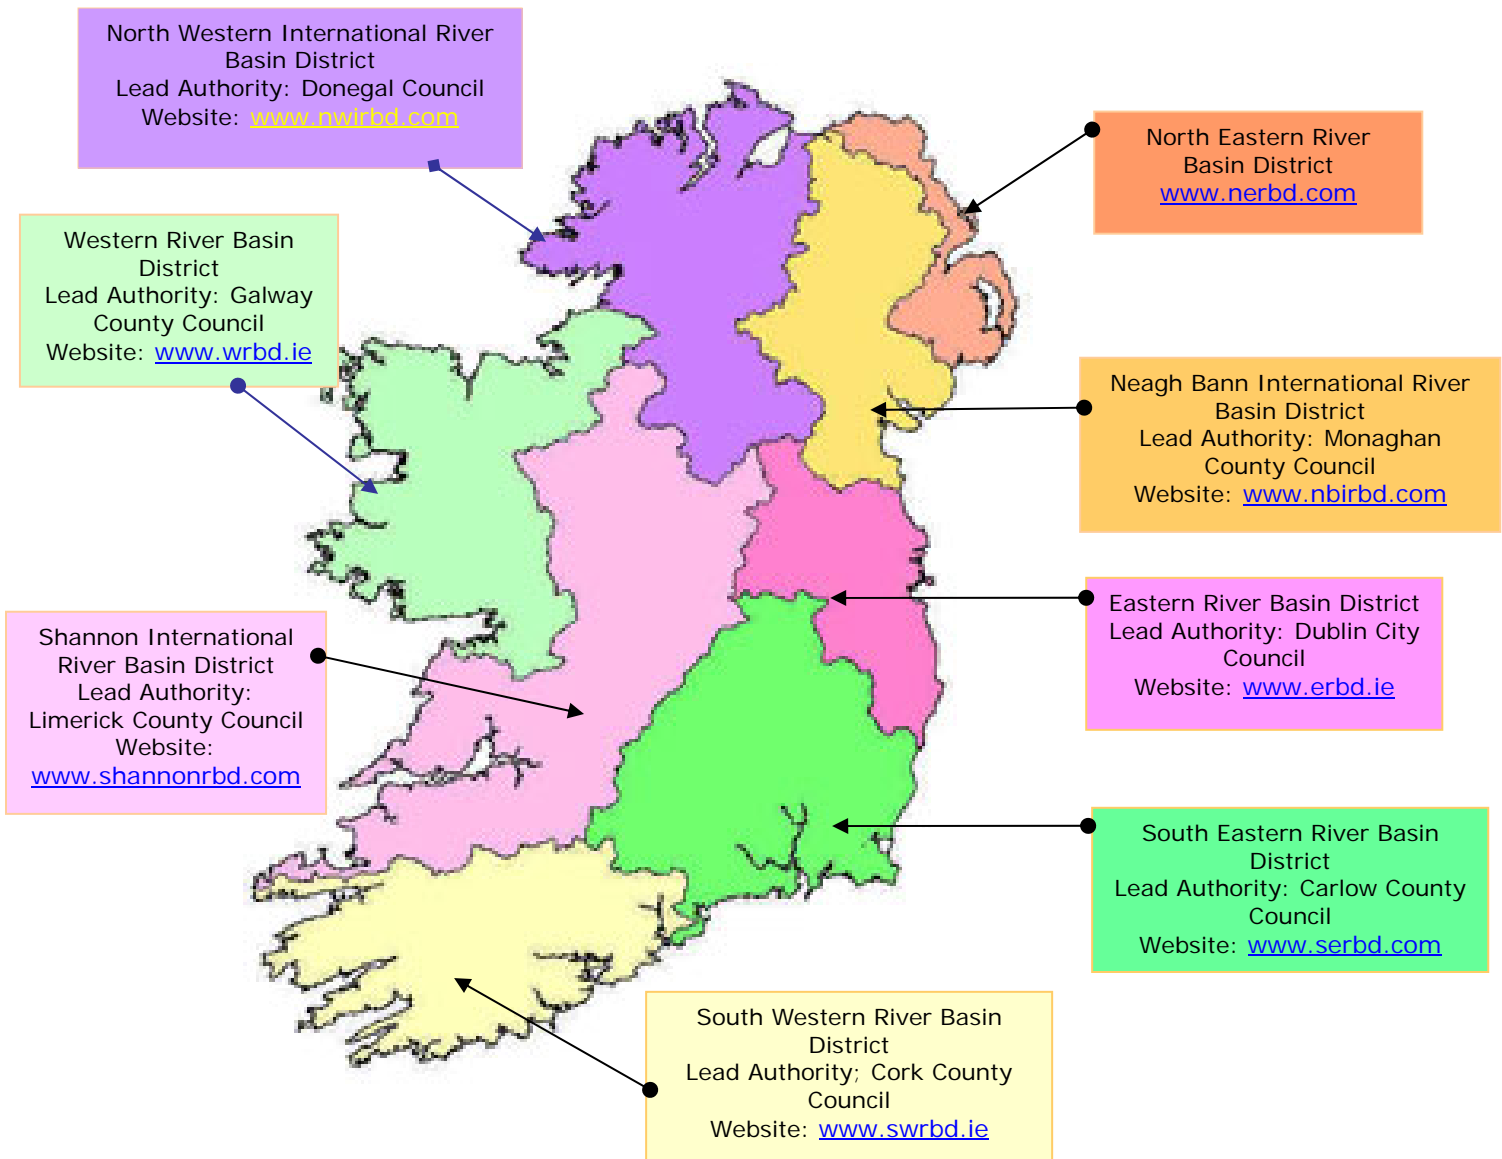 North Western International River
Basin District
Lead Authority: Donegal Council
Website: www.nwirbd.com
North Eastern River
Basin District
www.nerbd.com
Western River Basin
District
Lead Authority: Galway
County Council
Website: www.wrbd.ie
Neagh Bann International River
Basin District
Lead Authority: Monaghan
County Council
Website: www.nbirbd.com
Eastern River Basin District
Lead Authority: Dublin City
Council
Website: www.erbd.ie
Shannon International
River Basin District
Lead Authority:
Limerick County Council
Website:
www.shannonrbd.com
South Eastern River Basin
District
Lead Authority: Carlow County
Council
Website: www.serbd.com
South Western River Basin
District
Lead Authority; Cork County
Council
Website: www.swrbd.ie